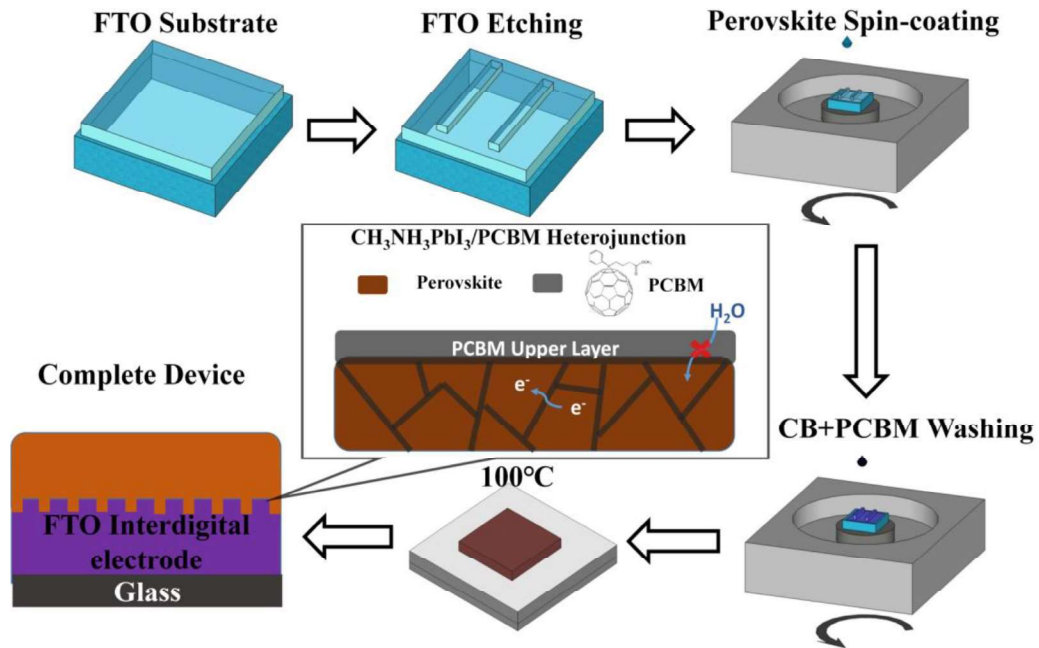 FTO Substrate
FTO Etching
Perovskite Spin-coating
CH₃NH₃PbI₃/PCBM Heterojunction
Perovskite
PCBM
H₂O
PCBM Upper Layer
e⁻
e⁻
Complete Device
CB+PCBM Washing
100°C
FTO Interdigital
electrode
Glass